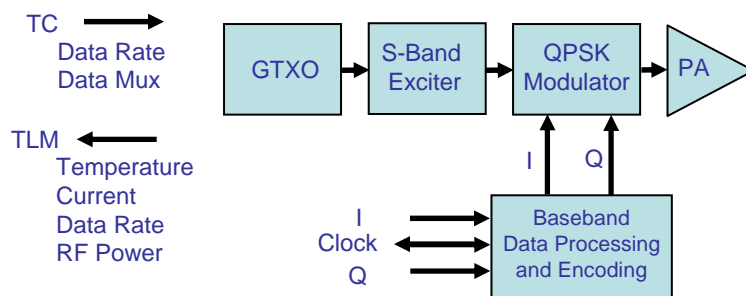 TC
Data Rate
Data Mux
TLM
Temperature
Current
Data Rate
RF Power
GTXO
S-Band
Exciter
QPSK
Modulator
PA
I
Q
I
Clock
Q
Baseband
Data Processing
and Encoding